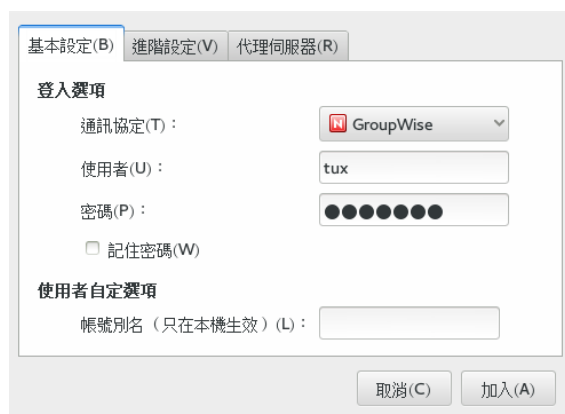 基本設定(B) 進階設定(V) 代理伺服器(R)
登入選項
通訊協定(T)： GroupWise
使用者(U)： tux
密碼(P)： ●●●●●●●
記住密碼(W)
使用者自定選項
帳號別名（只在本機生效）(L)：
取消(C) 加入(A)